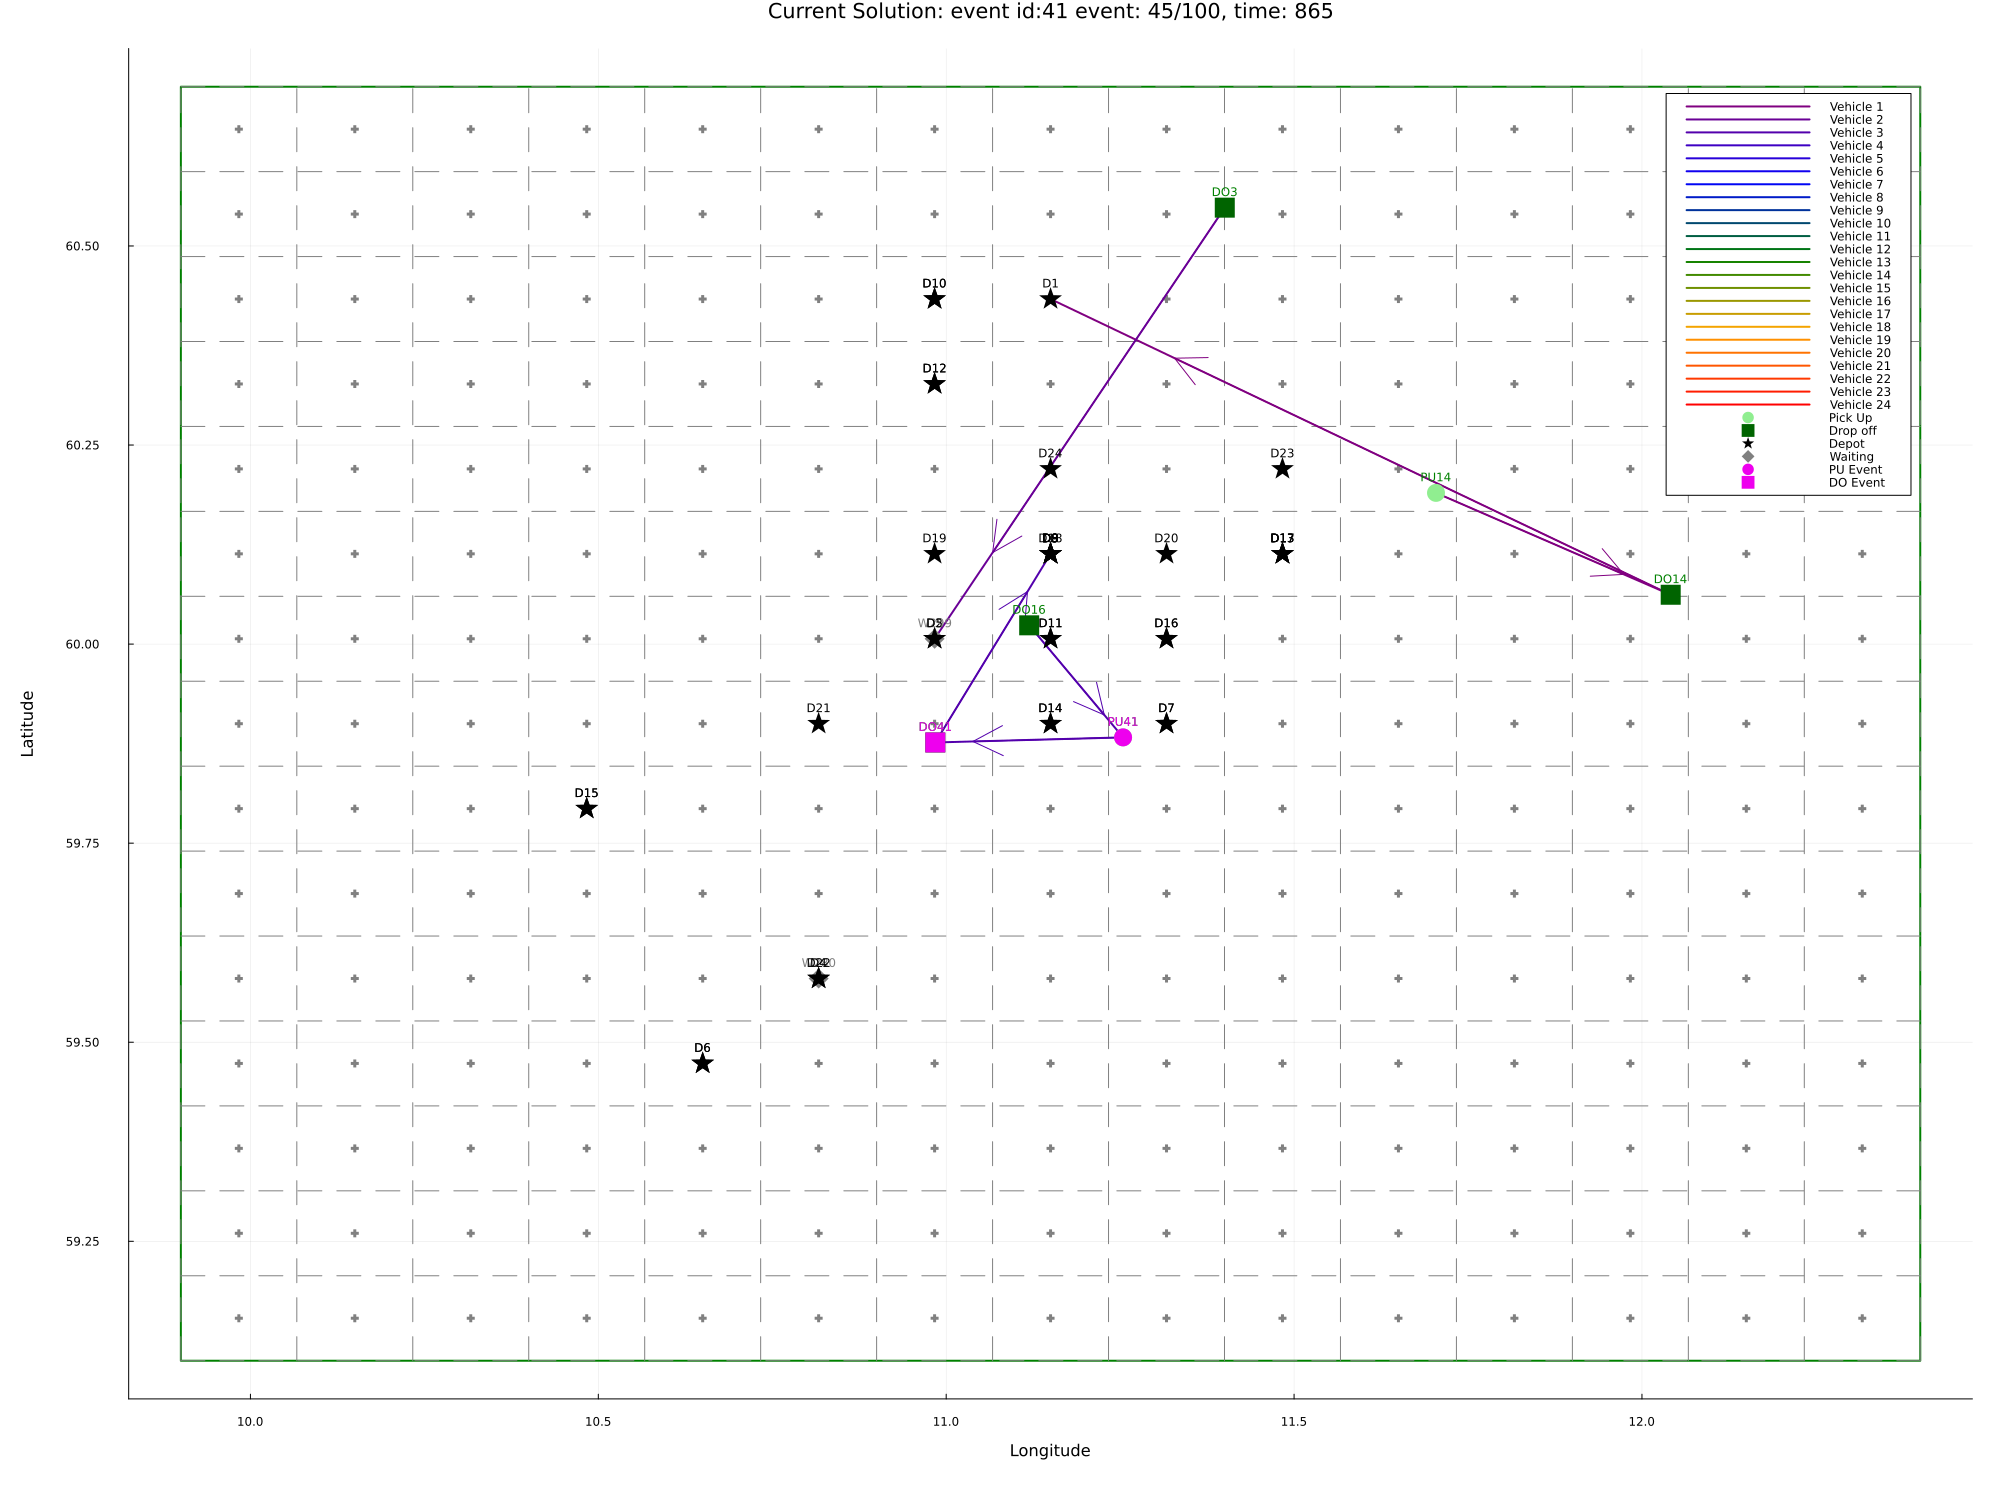 Current Solution: event id:41 event: 45/100, time: 865
Vehicle 1
Vehicle 2
Vehicle 3
Vehicle 4
Vehicle 5
Vehicle 6
Vehicle 7
Vehicle 8
Vehicle 9
Vehicle 10
Vehicle 11
Vehicle 12
Vehicle 13
Vehicle 14
Vehicle 15
Vehicle 16
Vehicle 17
Vehicle 18
Vehicle 19
Vehicle 20
Vehicle 21
Vehicle 22
Vehicle 23
Vehicle 24
Pick Up
Drop off
Depot
Waiting
PU Event
DO Event
DO3
60.50
D10
D1
D12
60.25
D24
D23
PU14
D19
D20
DO14
DO16
D11
D16
60.00
D21
D14
D7
PU41
DO41
D15
59.75
59.50
D6
59.25
10.0
10.5
11.0
11.5
12.0
Latitude
Longitude